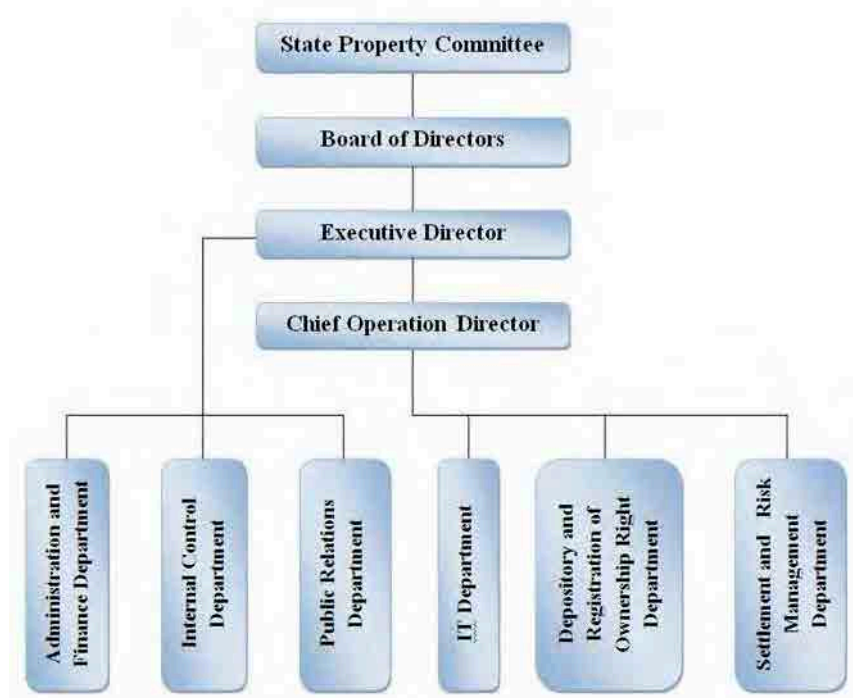 State Property Committee
Board of Directors
Executive Director
Chief Operation Director
Administration and
Finance Department
Internal Control
Department
Public Relations
Department
IT Department
Depository and
Registration of
Ownership Right
Department
Settlement and Risk
Management
Department